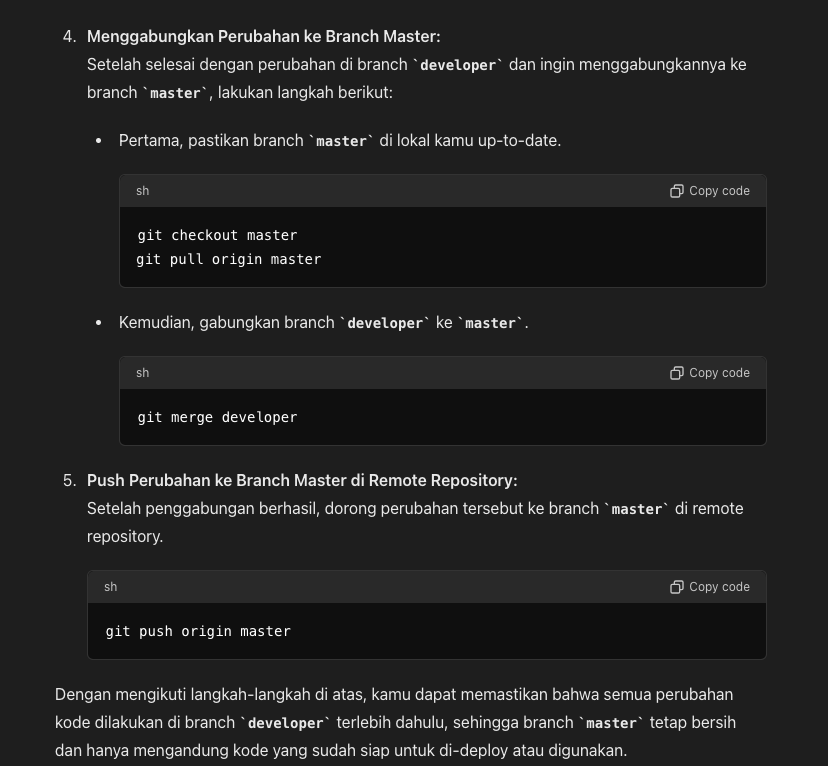 4. Menggabungkan Perubahan ke Branch Master:
Setelah selesai dengan perubahan di branch `developer` dan ingin menggabungkannya ke
branch `master`, lakukan langkah berikut:
• Pertama, pastikan branch `master` di lokal kamu up-to-date.
sh Copy code
git checkout master
git pull origin master
• Kemudian, gabungkan branch `developer` ke `master`.
sh Copy code
git merge developer
5. Push Perubahan ke Branch Master di Remote Repository:
Setelah penggabungan berhasil, dorong perubahan tersebut ke branch `master` di remote
repository.
sh Copy code
git push origin master
Dengan mengikuti langkah-langkah di atas, kamu dapat memastikan bahwa semua perubahan
kode dilakukan di branch `developer` terlebih dahulu, sehingga branch `master` tetap bersih
dan hanya mengandung kode yang sudah siap untuk di-deploy atau digunakan.